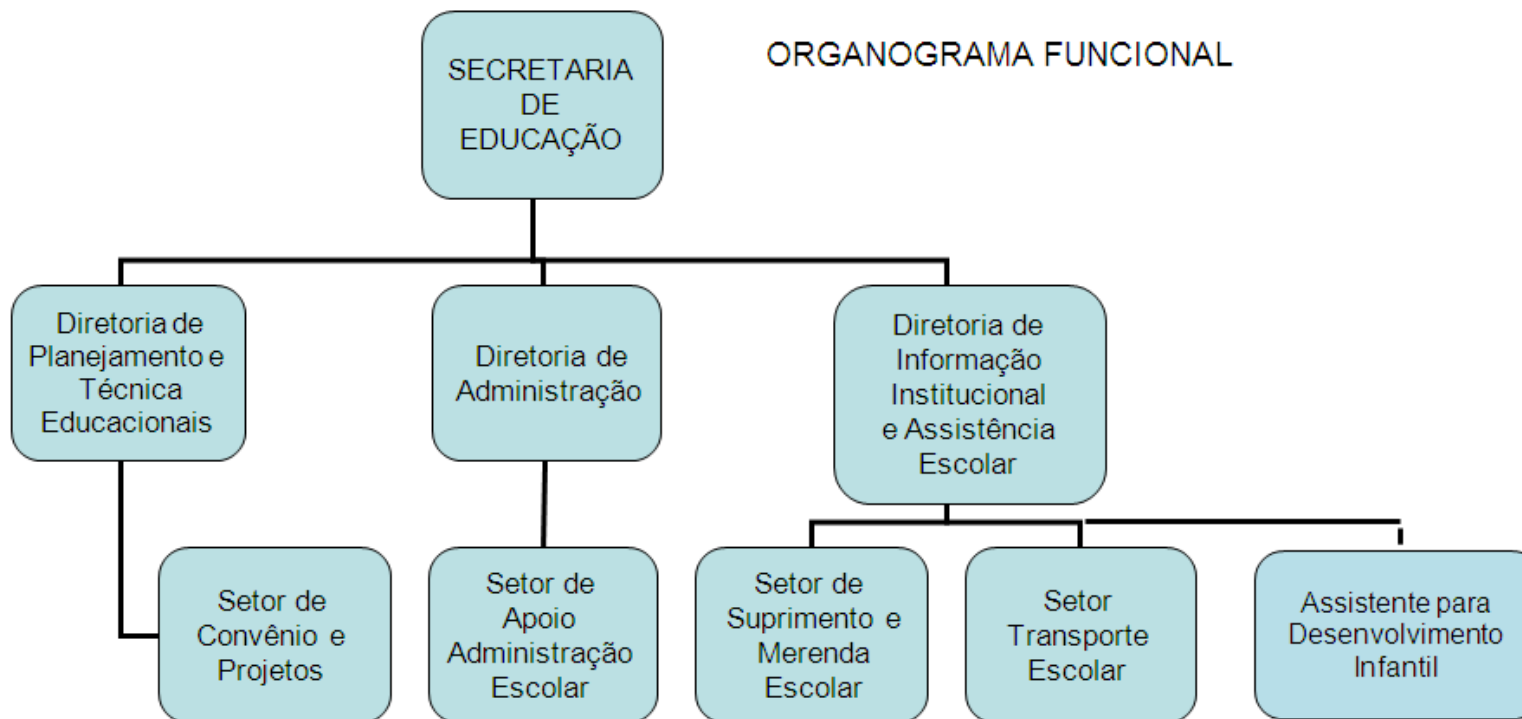 ORGANOGRAMA FUNCIONAL
SECRETARIA
DE
EDUCAÇÃO
Diretoria de
Planejamento e
Técnica
Educacionais
Diretoria de
Administração
Diretoria de
Informação
Institucional
e Assistência
Escolar
Setor de
Convênio e
Projetos
Setor de
Apoio
Administração
Escolar
Setor de
Suprimento e
Merenda
Escolar
Setor
Transporte
Escolar
Assistente para
Desenvolvimento
Infantil